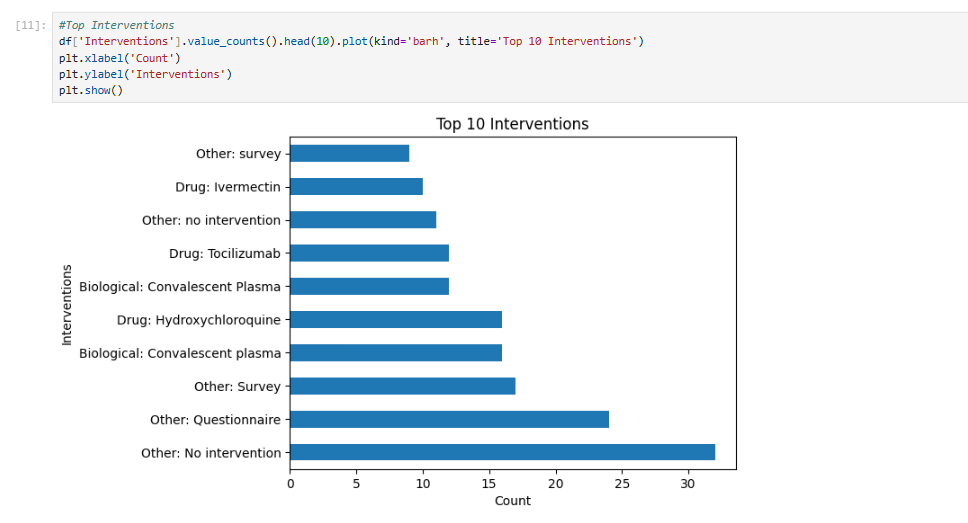 [11]: #Top Interventions
df['Interventions'].value_counts().head(10).plot(kind='barh', title='Top 10 Interventions')
plt.xlabel('Count')
plt.ylabel('Interventions')
plt.show()
Top 10 Interventions
Other: survey
Drug: Ivermectin
Other: no intervention
Drug: Tocilizumab
Biological: Convalescent Plasma
Drug: Hydroxychloroquine
Biological: Convalescent plasma
Other: Survey
Other: Questionnaire
Other: No intervention
Interventions
0 5 10 15 20 25 30
Count